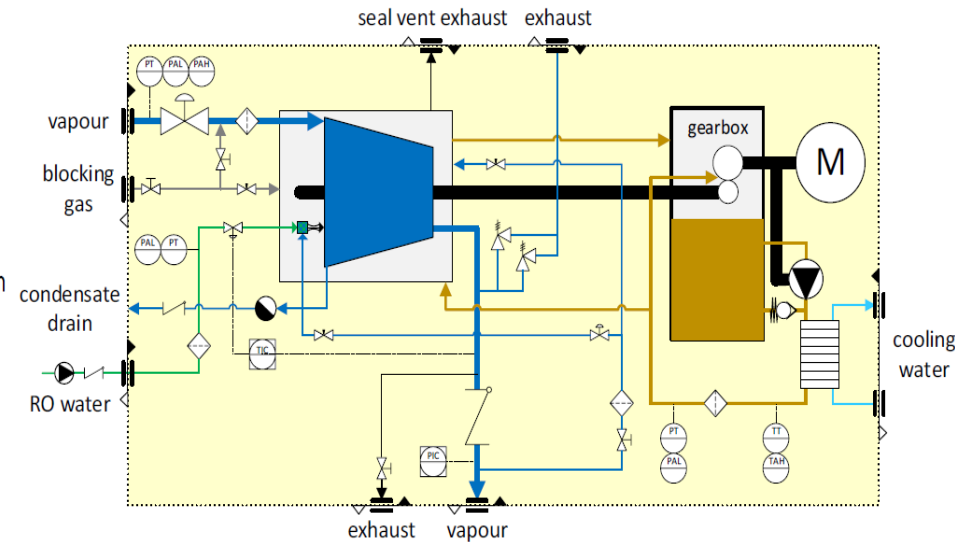 seal vent exhaust exhaust
PT PAL PAH
vapour
gearbox
M
blocking
gas
PAL PT
n
condensate
drain
TIC
cooling
water
RO water
PT
PAL
TT
TAH
PIC
exhaust vapour